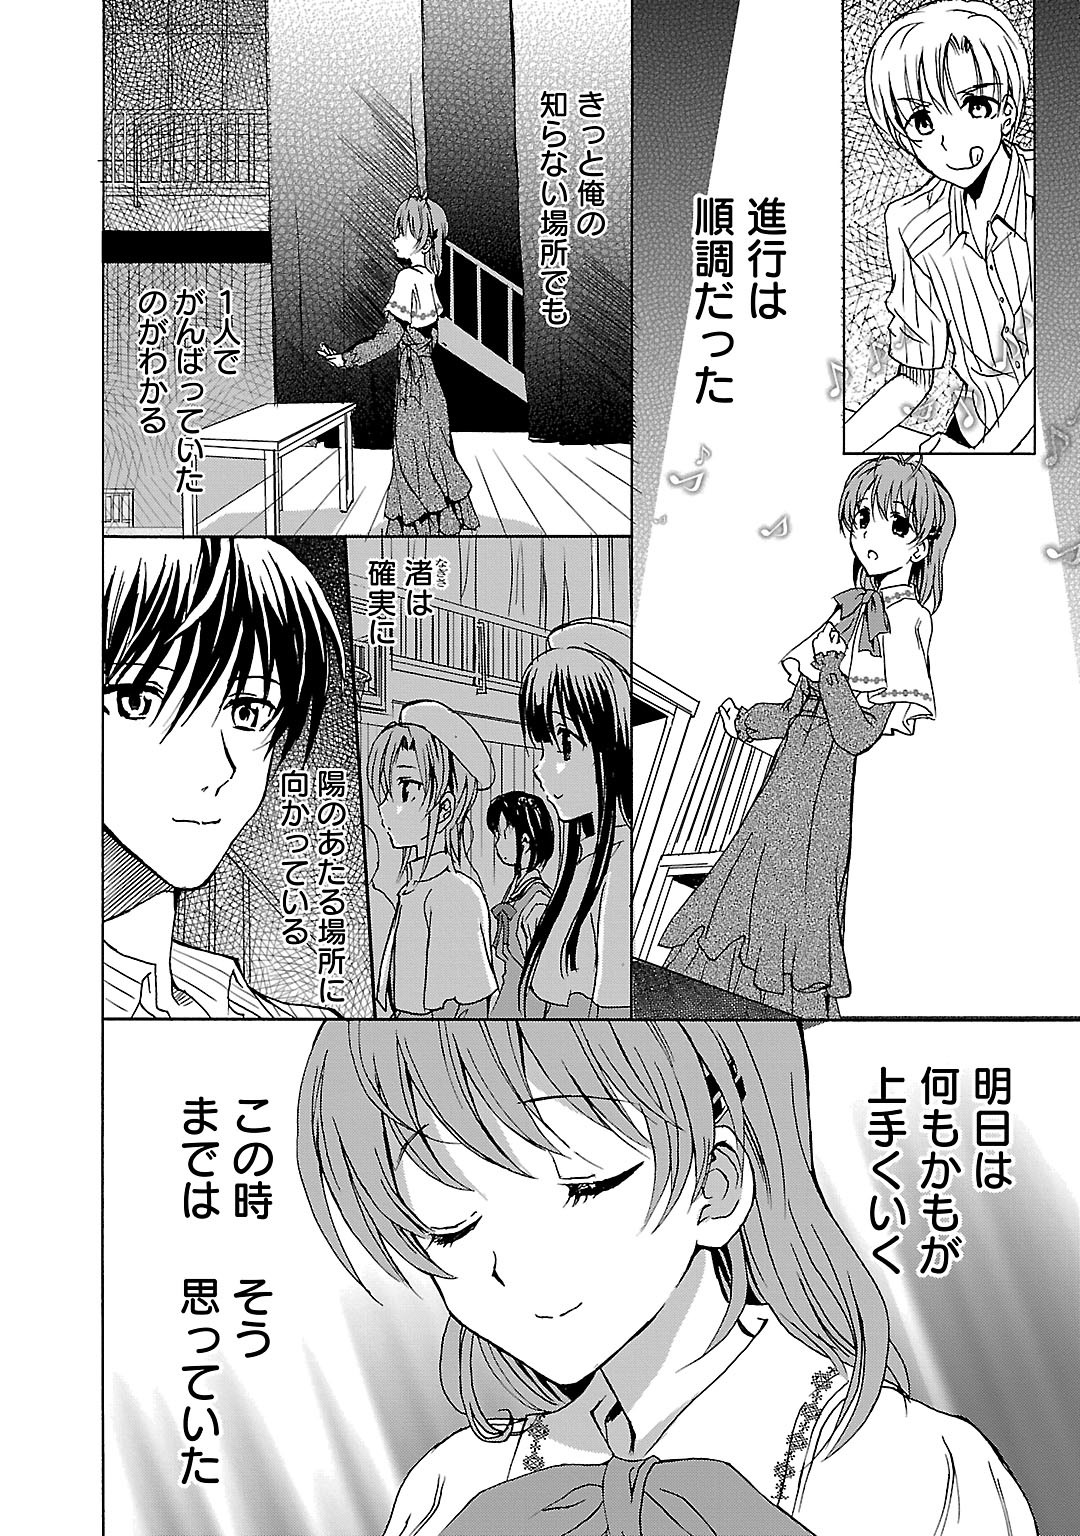 進行は
順調だった
きっと俺の
知らない場所でも
1人で
がんばっていた
のがわかる
渚は
なぎさ
確実に
陽のあたる場所に
向かっている
明日は
何もかもが
上手くいく
この時 そう
までは 思っていた